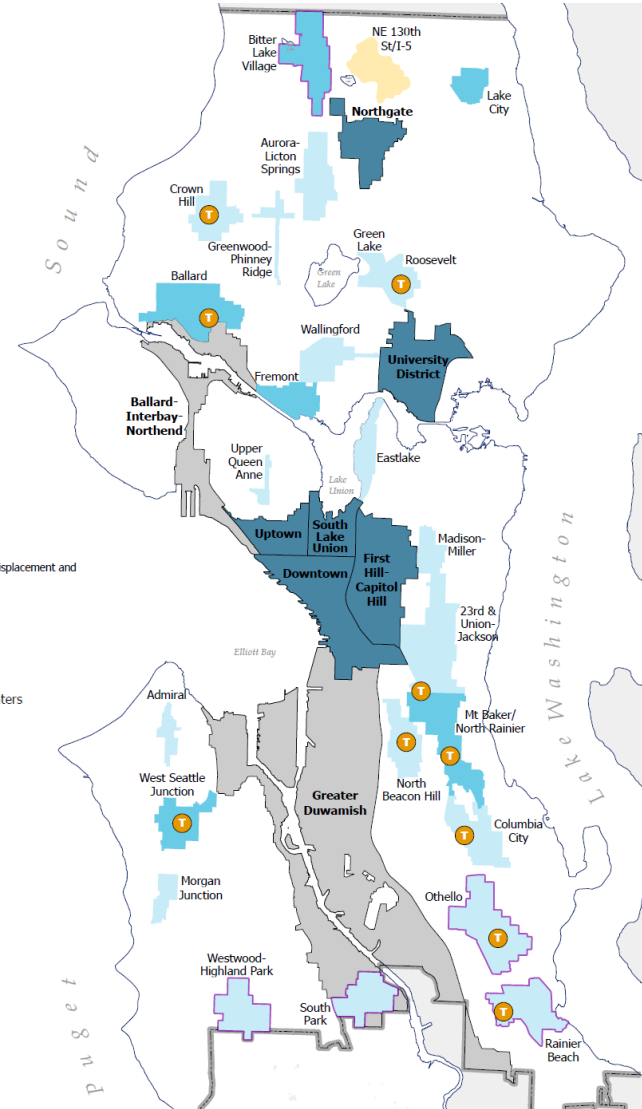 Bitter
Lake
Village
NE 130th
St/I-5
Lake
City
Northgate
Aurora-
Licton
Springs
Sound
Crown
Hill
T
Greenwood-
Phinney
Ridge
Green
Lake
Roosevelt
Green
Lake
T
Ballard
T
Wallingford
University
District
Fremont
Ballard-
Interbay-
Northend
Upper
Queen
Anne
Eastlake
Lake
Union
Uptown
South
Lake
Union
First
Hill-
Capitol
Hill
Downtown
Madison-
Miller
isplacement and
23rd &
Union-
Jackson
Lake Washington
Elliott Bay
ters
Admiral
T
Mt Baker/
North Rainier
T
T
North
Beacon Hill
West Seattle
Junction
T
Greater
Duwamish
Columbia
City
T
Morgan
Junction
Othello
T
Westwood-
Highland Park
South
Park
T
Rainier
Beach
Puget